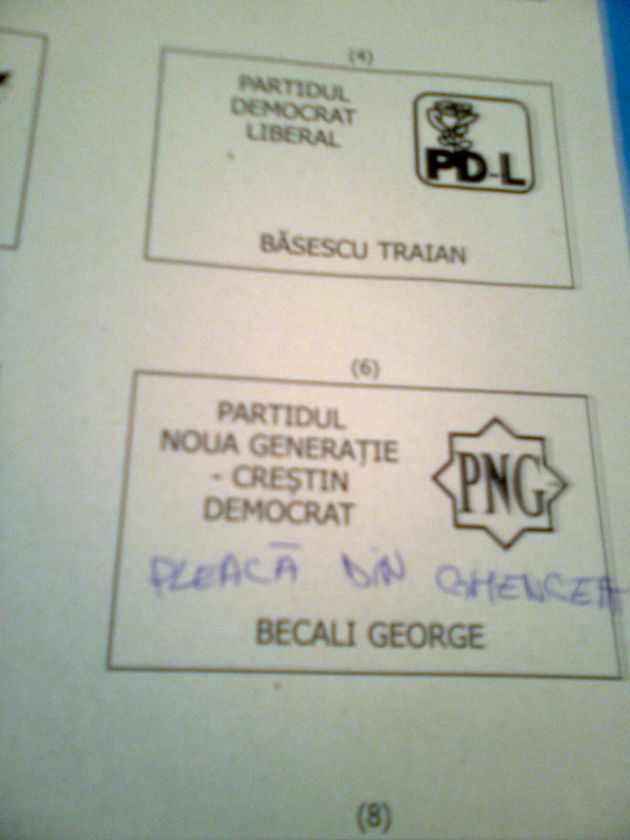 (4)
PARTIDUL
DEMOCRAT
LIBERAL
PD-L
BĂSESCU TRAIAN
(6)
PARTIDUL
NOUA GENERAȚIE
- CREȘTIN
DEMOCRAT
PNG
PLEACĂ DIN GHENCEA
BECALI GEORGE
(8)